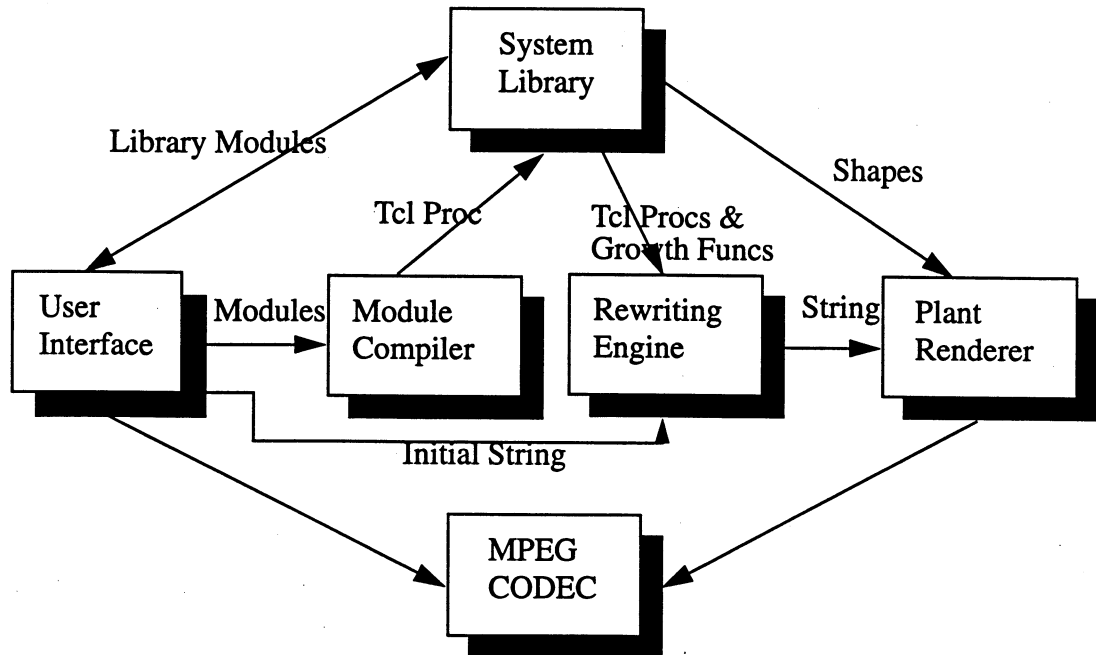 System
Library
Library Modules
Shapes
Tcl Proc
Tcl Procs &
Growth Funcs
User
Interface
Modules
Module
Compiler
Rewriting
Engine
String
Plant
Renderer
Initial String
MPEG
CODEC